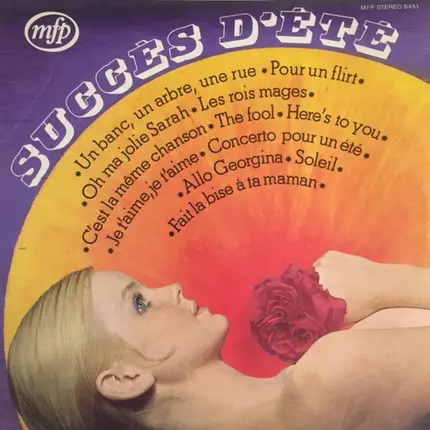 MFP STEREO 5451
mfp
SUCCÈS D'ÉTÉ
• Un banc, un arbre, une rue • Pour un flirt •
• Oh ma jolie Sarah • Les rois mages •
• C'est la même chanson • The fool • Here's to you •
• Je t'aime, je t'aime • Concerto pour un été •
• Allo Georgina • Soleil •
• Fait la bise à ta maman •